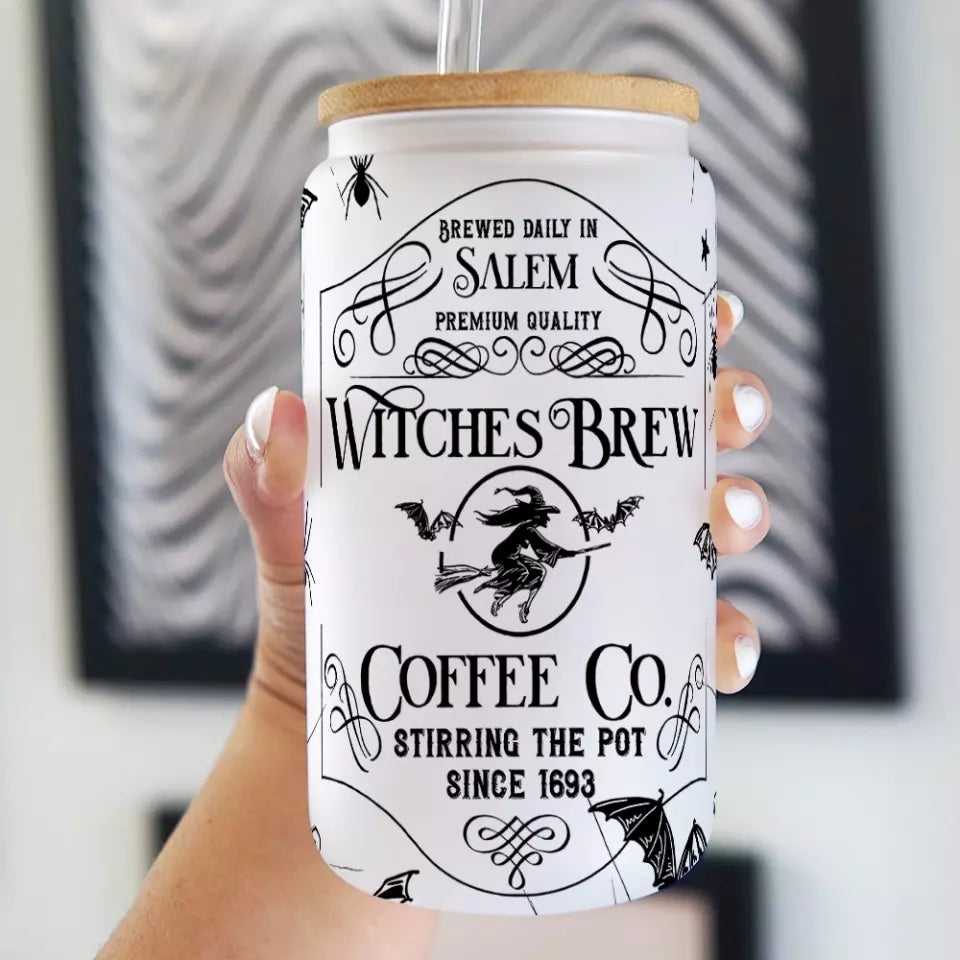 BREWED DAILY IN
SALEM
PREMIUM QUALITY
WITCHES BREW
COFFEE CO.
STIRRING THE POT
SINCE 1693